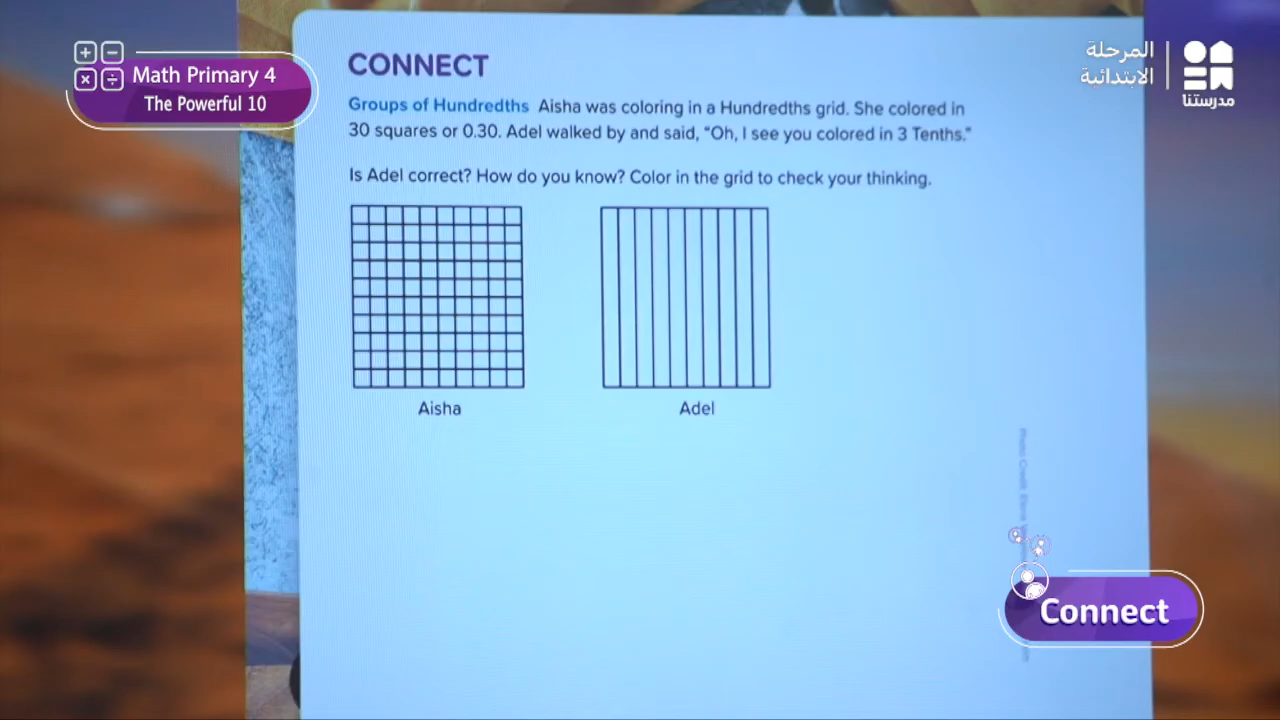 Math Primary 4
The Powerful 10
المرحلة
الابتدائية
مدرستنا
CONNECT
Groups of Hundredths Aisha was coloring in a Hundredths grid. She colored in
30 squares or 0.30. Adel walked by and said, “Oh, I see you colored in 3 Tenths.”
Is Adel correct? How do you know? Color in the grid to check your thinking.
Aisha
Adel
Photo Credit:
Connect